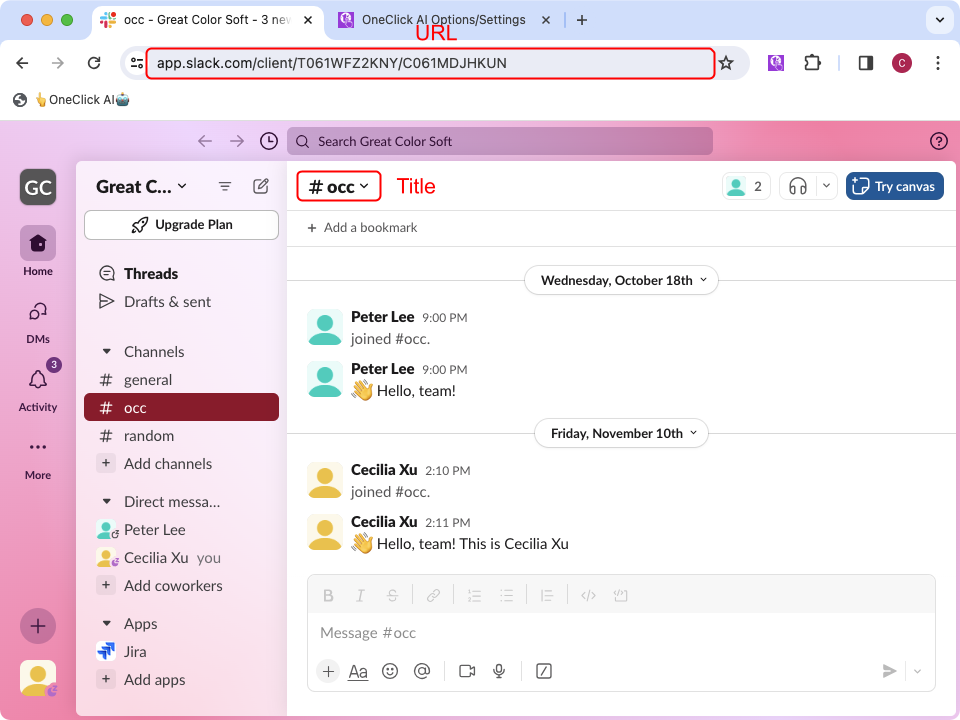 occ - Great Color Soft - 3 nev
OneClick AI Options/Settings
URL
app.slack.com/client/T061WFZ2KNY/C061MDJHKUN
C
👆OneClick AI🤖
Search Great Color Soft
GC
Home
DMs
3
Activity
More
Great C...
Upgrade Plan
Threads
Drafts & sent
Channels
# general
# occ
# random
+ Add channels
Direct messa...
Peter Lee
Cecilia Xu you
+ Add coworkers
Apps
Jira
+ Add apps
# occ
Title
2
Try canvas
+ Add a bookmark
Wednesday, October 18th
Peter Lee 9:00 PM
joined #occ.
Peter Lee 9:00 PM
👋 Hello, team!
Friday, November 10th
Cecilia Xu 2:10 PM
joined #occ.
Cecilia Xu 2:11 PM
👋 Hello, team! This is Cecilia Xu
B I S
Message #occ
+ Aa @